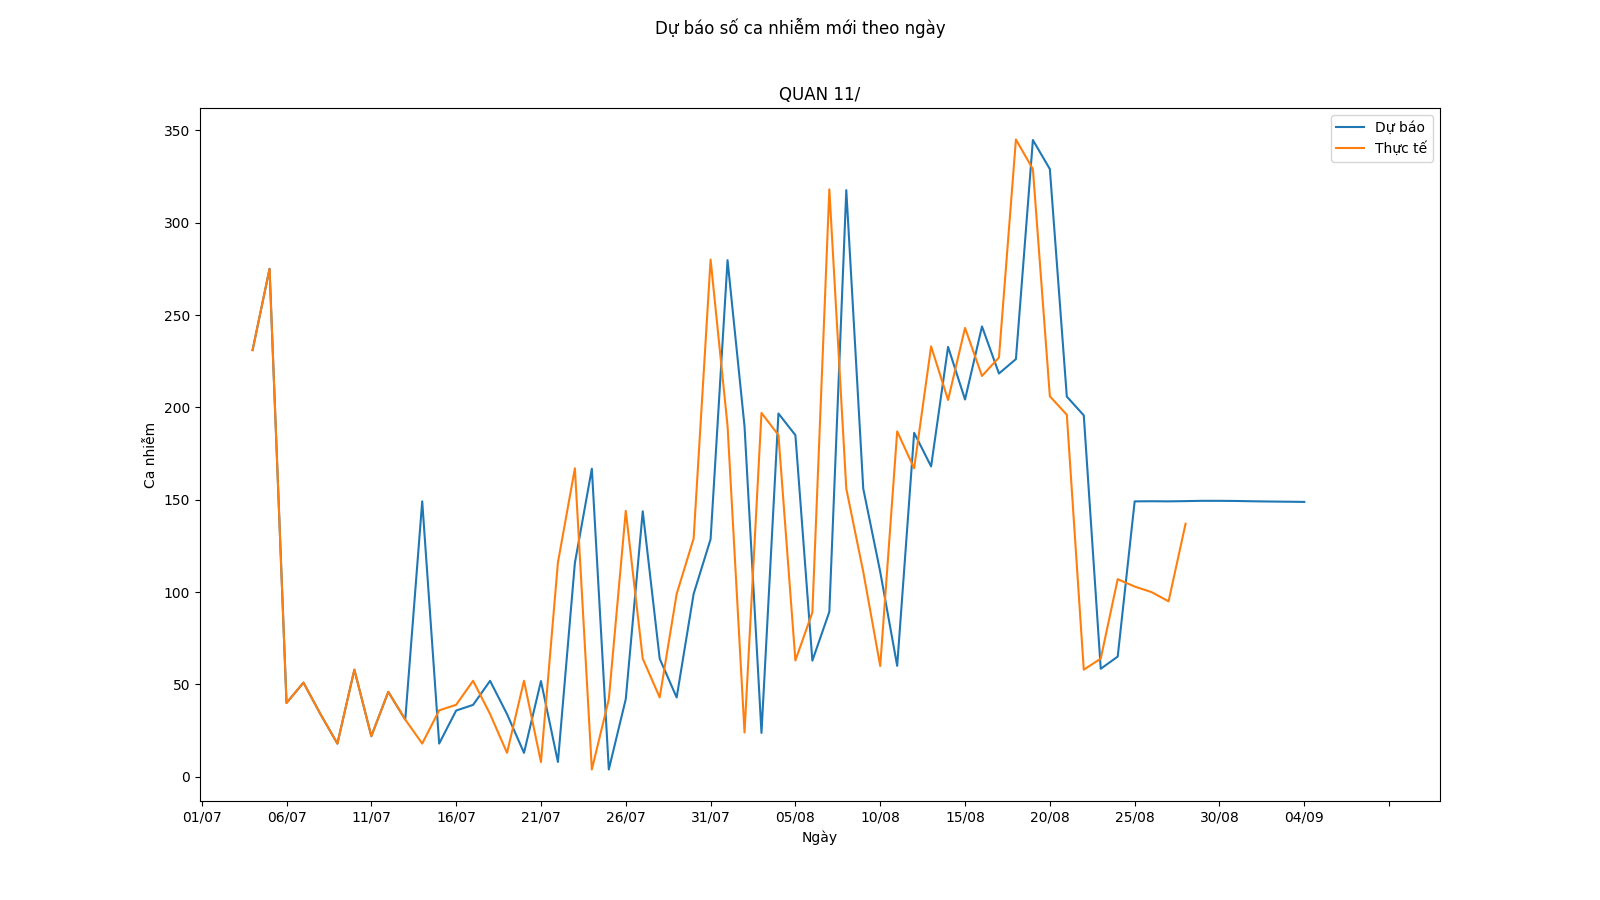 Dự báo số ca nhiễm mới theo ngày
QUAN 11/
Dự báo
Thực tế
350
300
250
200
150
100
50
0
Ca nhiễm
01/07 06/07 11/07 16/07 21/07 26/07 31/07 05/08 10/08 15/08 20/08 25/08 30/08 04/09
Ngày